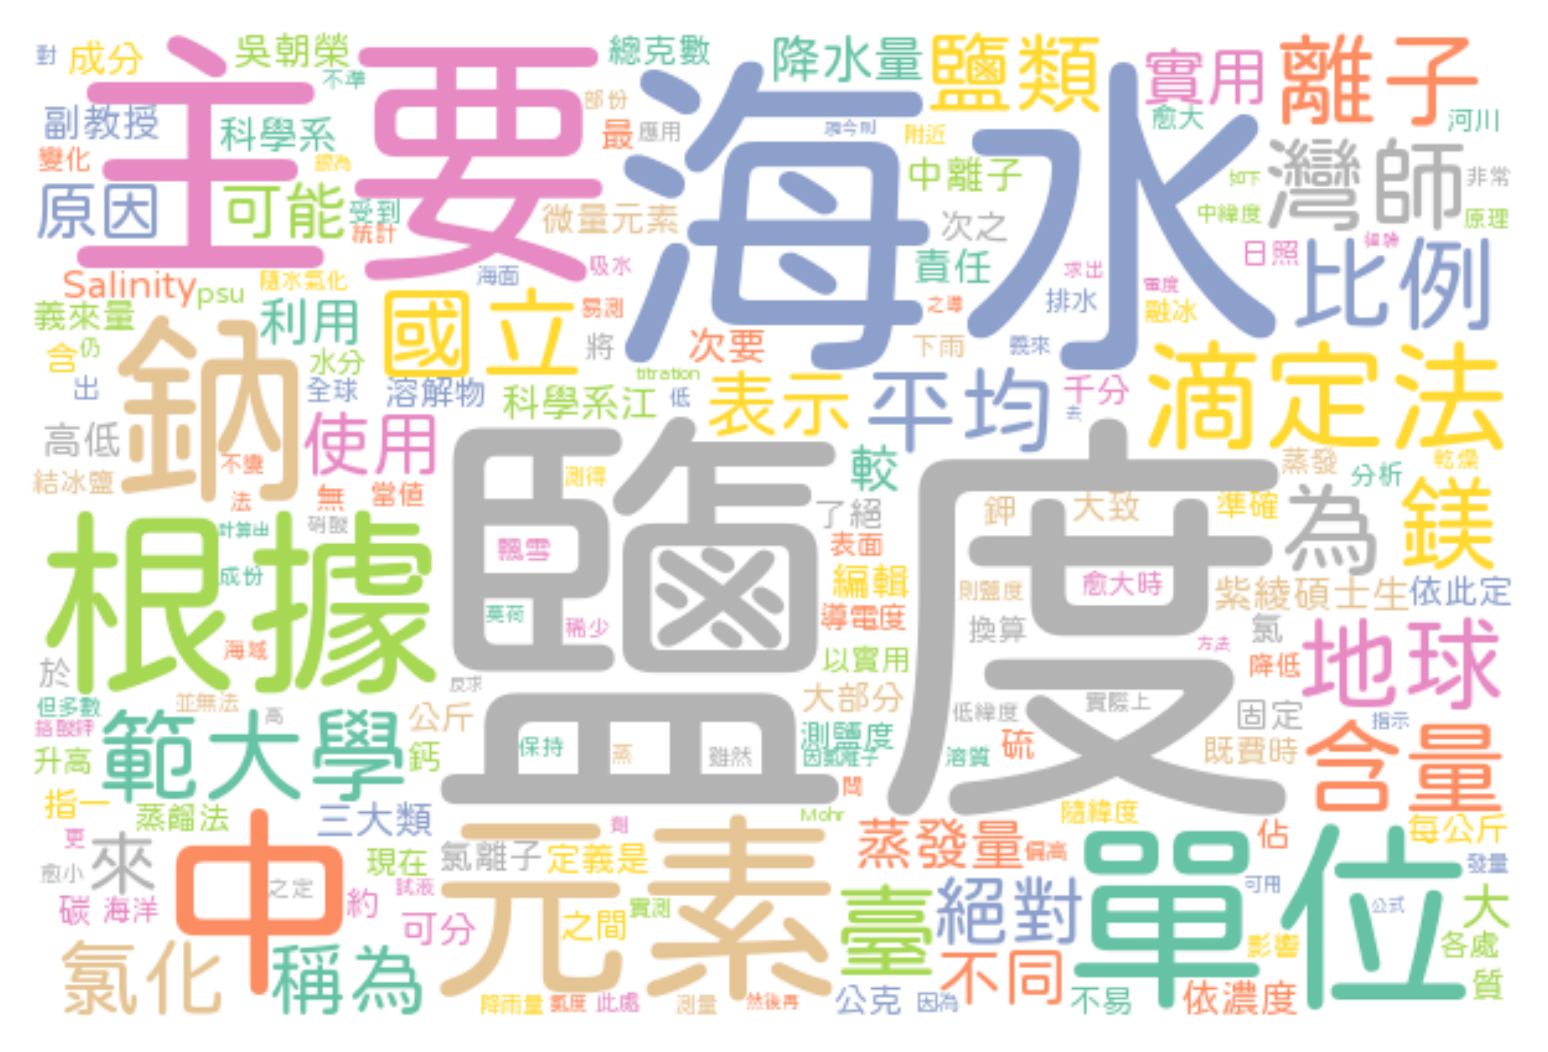 對
成分
吳朝榮
不準
主要
總克數
降水量
鹽類
實用
離子
副教授
科學系
部份
最
應用
海水
附近
愈大
河川
變化
原因
可能
受到
統計
微量元素
中離子
次之
如下
中緯度
灣師
非常
原理
Salinity
psu
隨水氣化
海面
吸水
責任
求出
電度
日照
比例
義來量
利用
國立
易測
之導
排水
融冰
含
仍
水分
將
次要
下雨
義來
鈉
出
全球
溶解物
科學系江
titration
低
表示
平均
千分
去
滴定法
高低
使用
結冰鹽
不變
法
無
當值
鹽度
測得
較
蒸發
分析
乾燥
根據
計算出
硝酸
飄雪
了絕
表面
鉀
大致
準確
為
鎂
成份
莫荷
稀少
編輯
導電度
則鹽度
愈大時
紫綾碩士生
依此定
海域
於
反求
以實用
換算
方法
氯
降低
地球
但多數
並無法
高
公斤
大部分
低緯度
實際上
固定
指示
鉻酸鉀
範大學
鈣
保持
蒸
雖然
測鹽度
因氯離子
溶質
硫
既費時
含量
升高
指一
蒸餾法
三大類
間
Mohr
隨緯度
更
中
劑
蒸發量
偏高
單位
佔
每公斤
愈小
來
之定
現在
氯離子
定義是
發量
碳
海洋
約
試液
可分
元素
之間
實測
臺
絕對
可用
公式
大
氯化
稱為
不同
影響
各處
質
降雨量
氯度
此處
測量
然後再
公克
因為
不易
依濃度